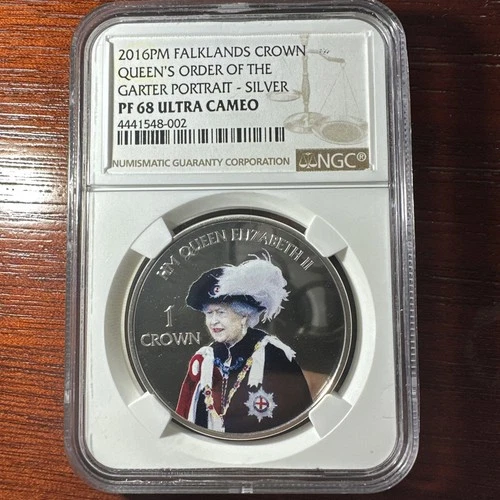 2016PM FALKLANDS CROWN
QUEEN'S ORDER OF THE
GARTER PORTRAIT - SILVER
PF 68 ULTRA CAMEO
4441548-002
NUMISMATIC GUARANTY CORPORATION NGC®
HM QUEEN ELIZABETH II
1
CROWN